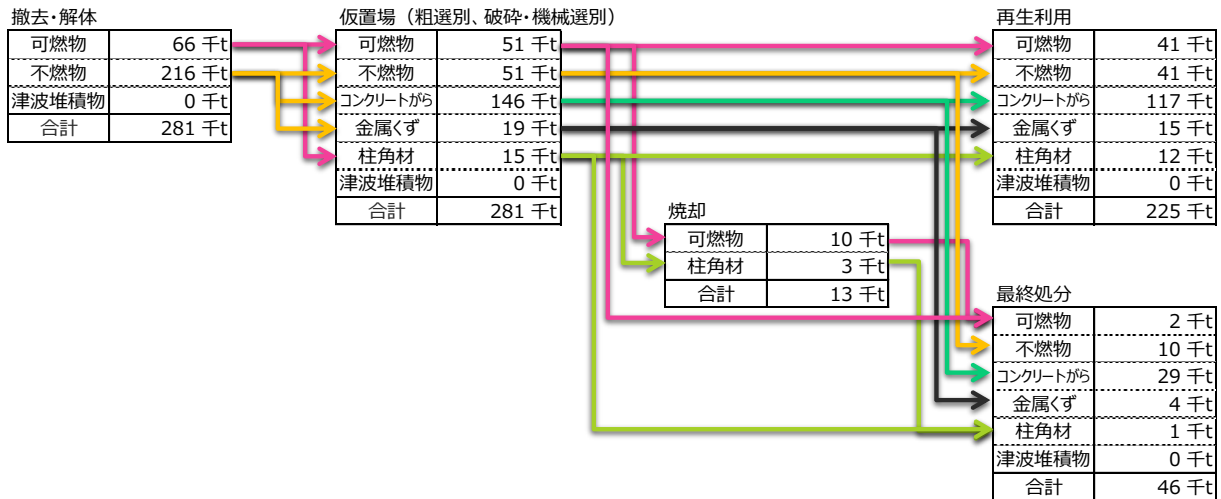 撤去・解体
可燃物 66 千t
不燃物 216 千t
津波堆積物 0 千t
合計 281 千t
仮置場（粗選別、破砕・機械選別）
可燃物 51 千t
不燃物 51 千t
コンクリートがら 146 千t
金属くず 19 千t
柱角材 15 千t
津波堆積物 0 千t
合計 281 千t
焼却
可燃物 10 千t
柱角材 3 千t
合計 13 千t
再生利用
可燃物 41 千t
不燃物 41 千t
コンクリートがら 117 千t
金属くず 15 千t
柱角材 12 千t
津波堆積物 0 千t
合計 225 千t
最終処分
可燃物 2 千t
不燃物 10 千t
コンクリートがら 29 千t
金属くず 4 千t
柱角材 1 千t
津波堆積物 0 千t
合計 46 千t